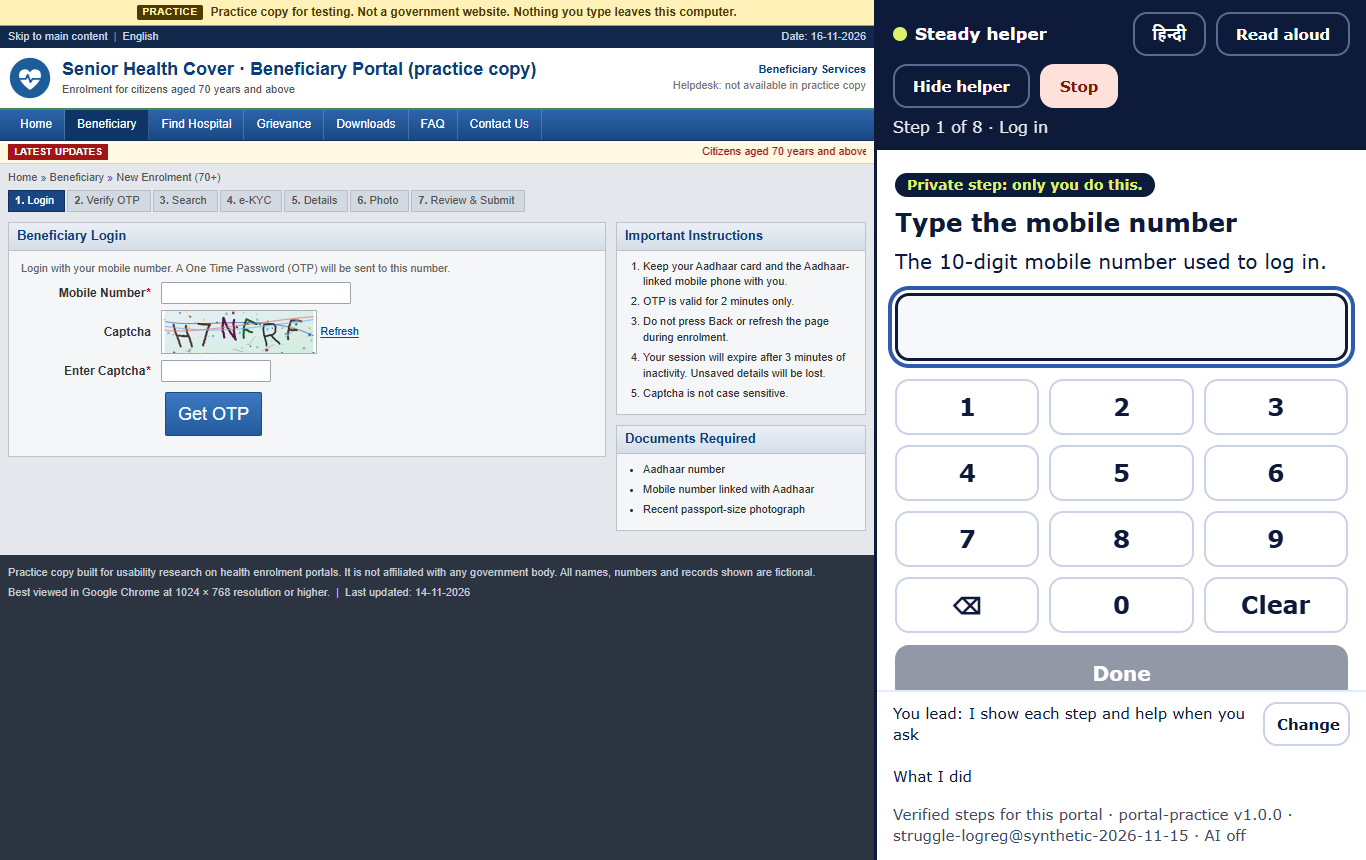 PRACTICE Practice copy for testing. Not a government website. Nothing you type leaves this computer.
Skip to main content | English
Date: 16-11-2026
Senior Health Cover · Beneficiary Portal (practice copy)
Enrolment for citizens aged 70 years and above
Beneficiary Services
Helpdesk: not available in practice copy
Home Beneficiary Find Hospital Grievance Downloads FAQ Contact Us
LATEST UPDATES
Citizens aged 70 years and above
Home » Beneficiary » New Enrolment (70+)
1. Login 2. Verify OTP 3. Search 4. e-KYC 5. Details 6. Photo 7. Review & Submit
Beneficiary Login
Login with your mobile number. A One Time Password (OTP) will be sent to this number.
Mobile Number*
Captcha H7NFRF Refresh
Enter Captcha*
Get OTP
Important Instructions
1. Keep your Aadhaar card and the Aadhaar-
linked mobile phone with you.
2. OTP is valid for 2 minutes only.
3. Do not press Back or refresh the page
during enrolment.
4. Your session will expire after 3 minutes of
inactivity. Unsaved details will be lost.
5. Captcha is not case sensitive.
Documents Required
• Aadhaar number
• Mobile number linked with Aadhaar
• Recent passport-size photograph
Practice copy built for usability research on health enrolment portals. It is not affiliated with any government body. All names, numbers and records shown are fictional.
Best viewed in Google Chrome at 1024 × 768 resolution or higher. | Last updated: 14-11-2026
Steady helper
हिन्दी
Read aloud
Hide helper
Stop
Step 1 of 8 · Log in
Private step: only you do this.
Type the mobile number
The 10-digit mobile number used to log in.
1 2 3
4 5 6
7 8 9
⌫ 0 Clear
Done
You lead: I show each step and help when you
ask
Change
What I did
Verified steps for this portal · portal-practice v1.0.0 ·
struggle-logreg@synthetic-2026-11-15 · AI off